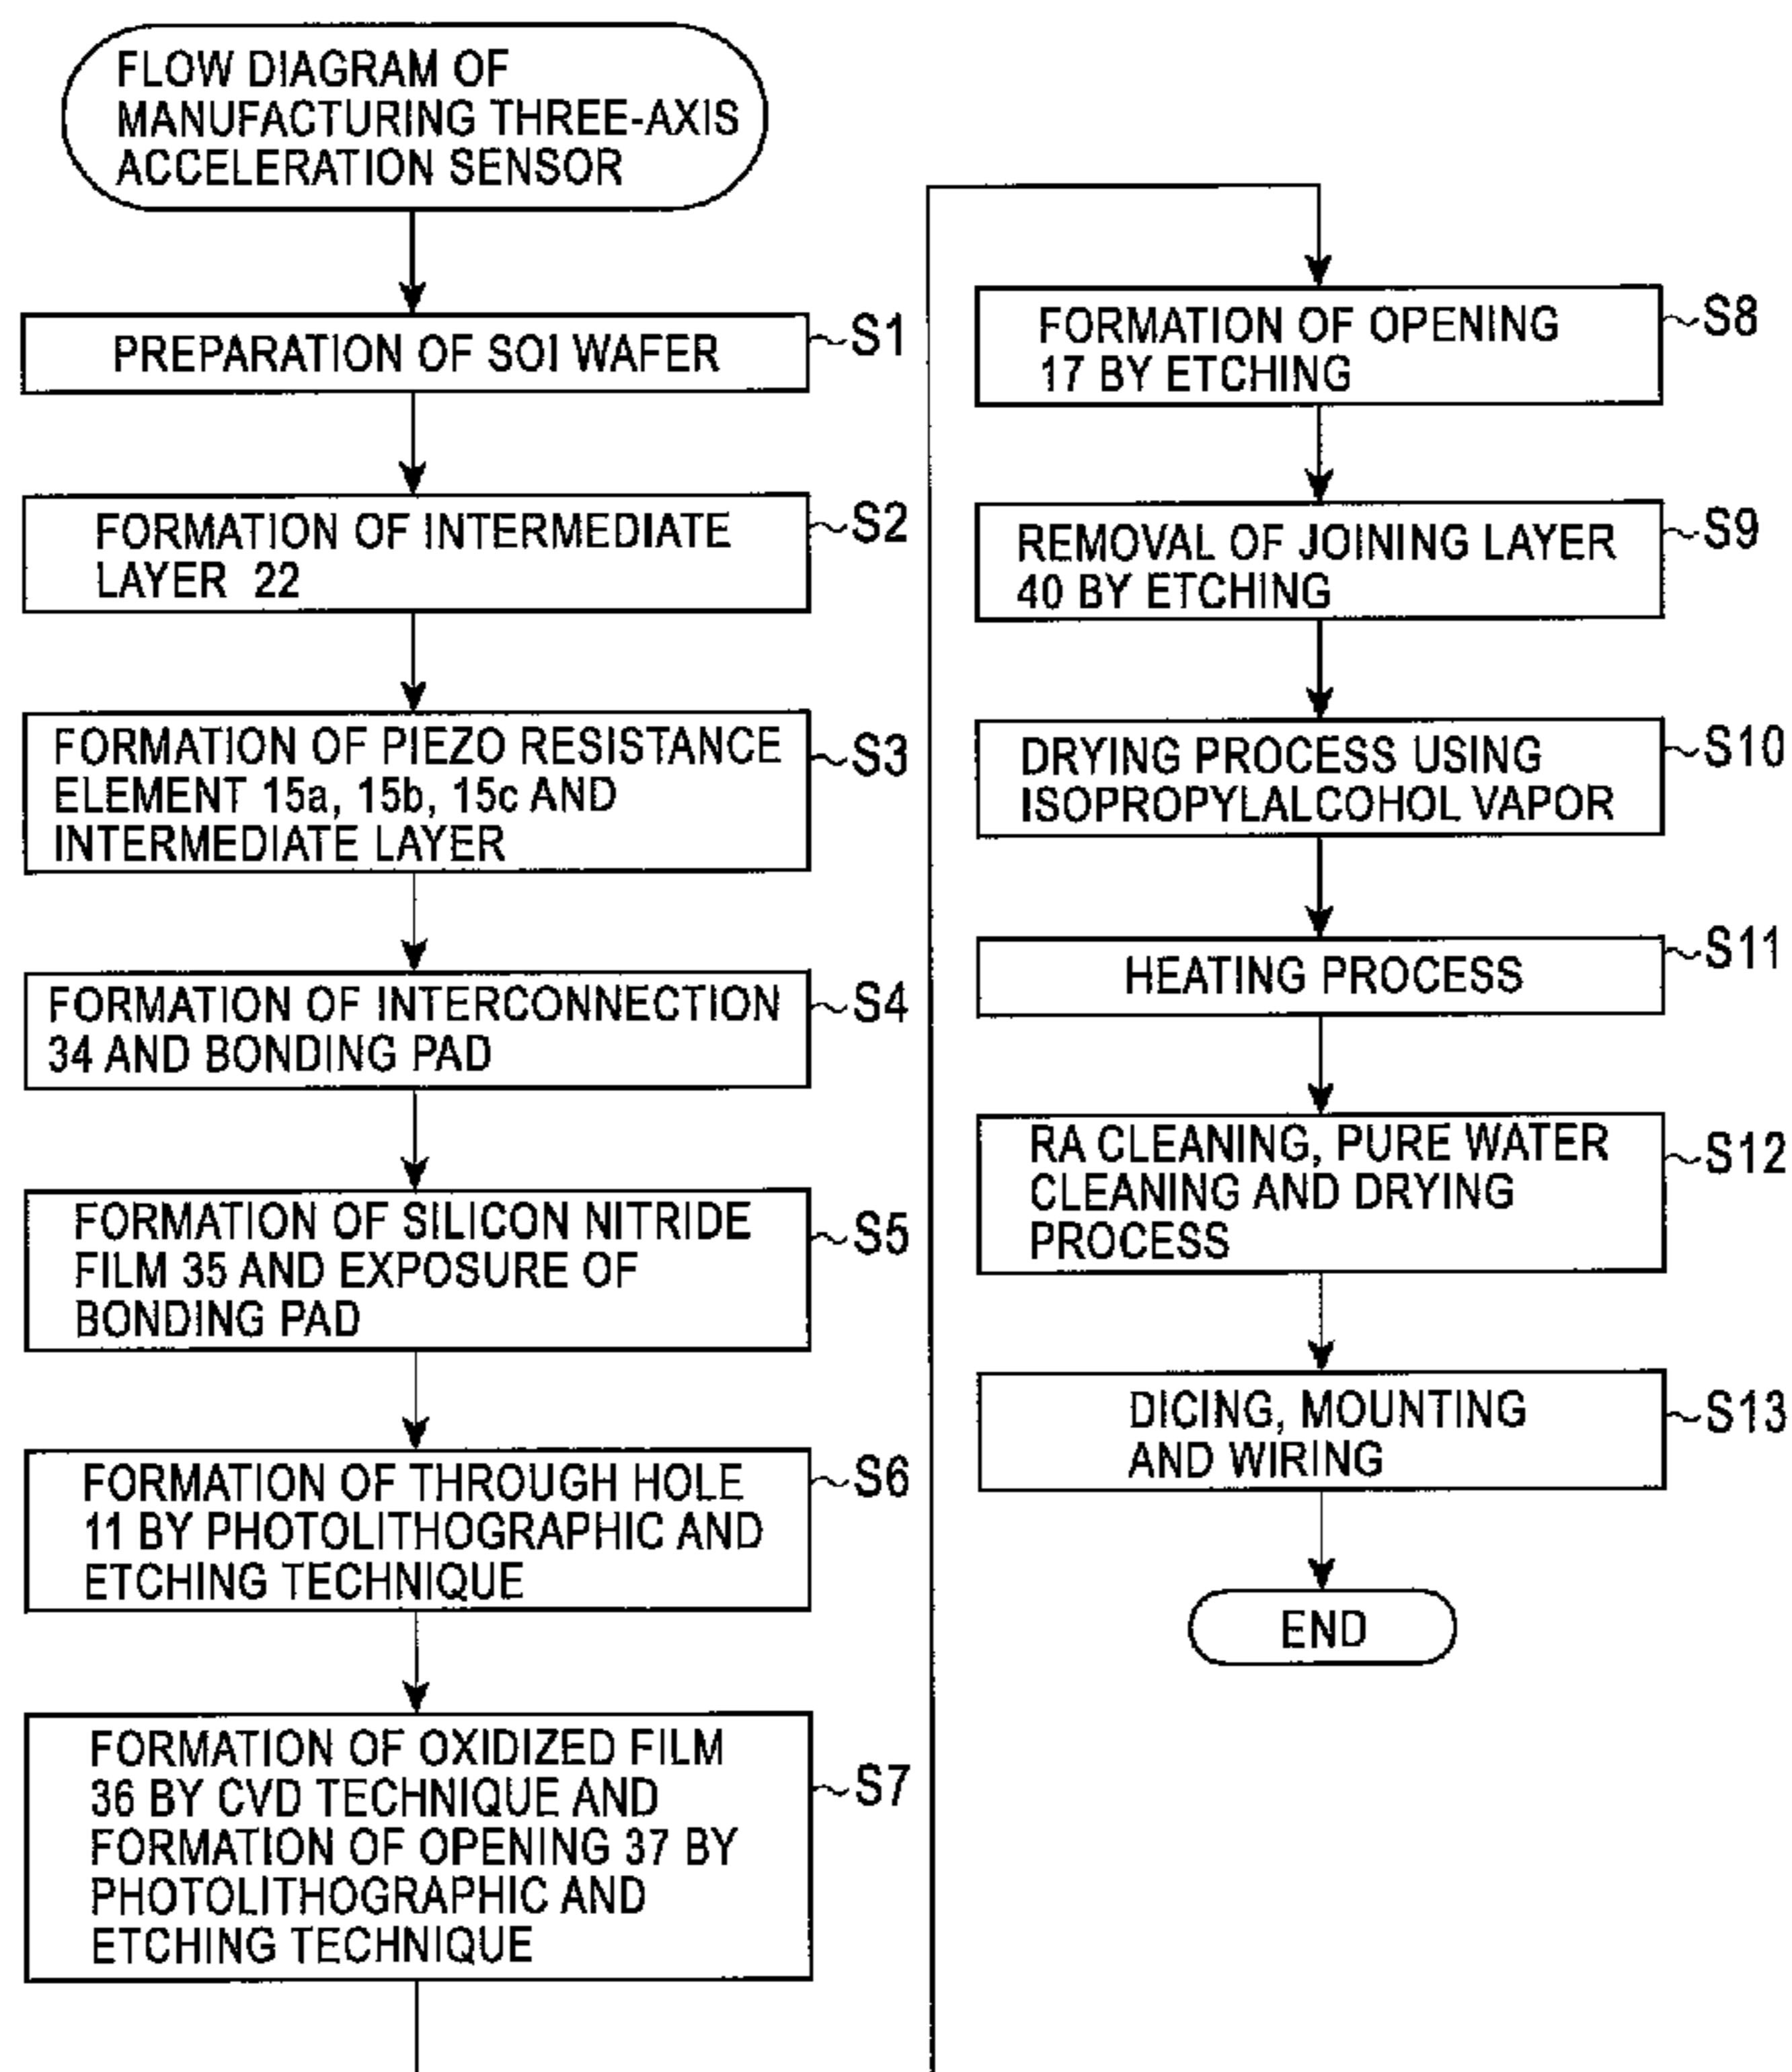 FLOW DIAGRAM OF
MANUFACTURING THREE-AXIS
ACCELERATION SENSOR
PREPARATION OF SOI WAFER
S1
FORMATION OF INTERMEDIATE
LAYER 22
S2
FORMATION OF PIEZO RESISTANCE
ELEMENT 15a, 15b, 15c AND
INTERMEDIATE LAYER
S3
FORMATION OF INTERCONNECTION
34 AND BONDING PAD
S4
FORMATION OF SILICON NITRIDE
FILM 35 AND EXPOSURE OF
BONDING PAD
S5
FORMATION OF THROUGH HOLE
11 BY PHOTOLITHOGRAPHIC AND
ETCHING TECHNIQUE
S6
FORMATION OF OXIDIZED FILM
36 BY CVD TECHNIQUE AND
FORMATION OF OPENING 37 BY
PHOTOLITHOGRAPHIC AND
ETCHING TECHNIQUE
S7
FORMATION OF OPENING
17 BY ETCHING
S8
REMOVAL OF JOINING LAYER
40 BY ETCHING
S9
DRYING PROCESS USING
ISOPROPYLALCOHOL VAPOR
S10
HEATING PROCESS
S11
RA CLEANING, PURE WATER
CLEANING AND DRYING
PROCESS
S12
DICING, MOUNTING
AND WIRING
S13
END